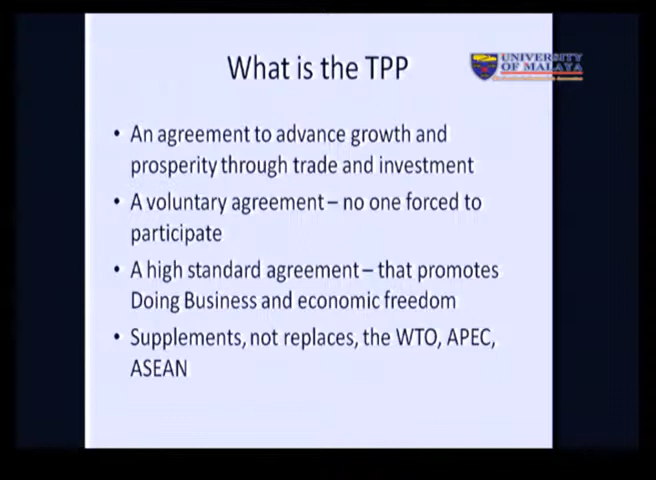 What is the TPP
UNIVERSITY
OF MALAYA
• An agreement to advance growth and
prosperity through trade and investment
• A voluntary agreement – no one forced to
participate
• A high standard agreement – that promotes
Doing Business and economic freedom
• Supplements, not replaces, the WTO, APEC,
ASEAN